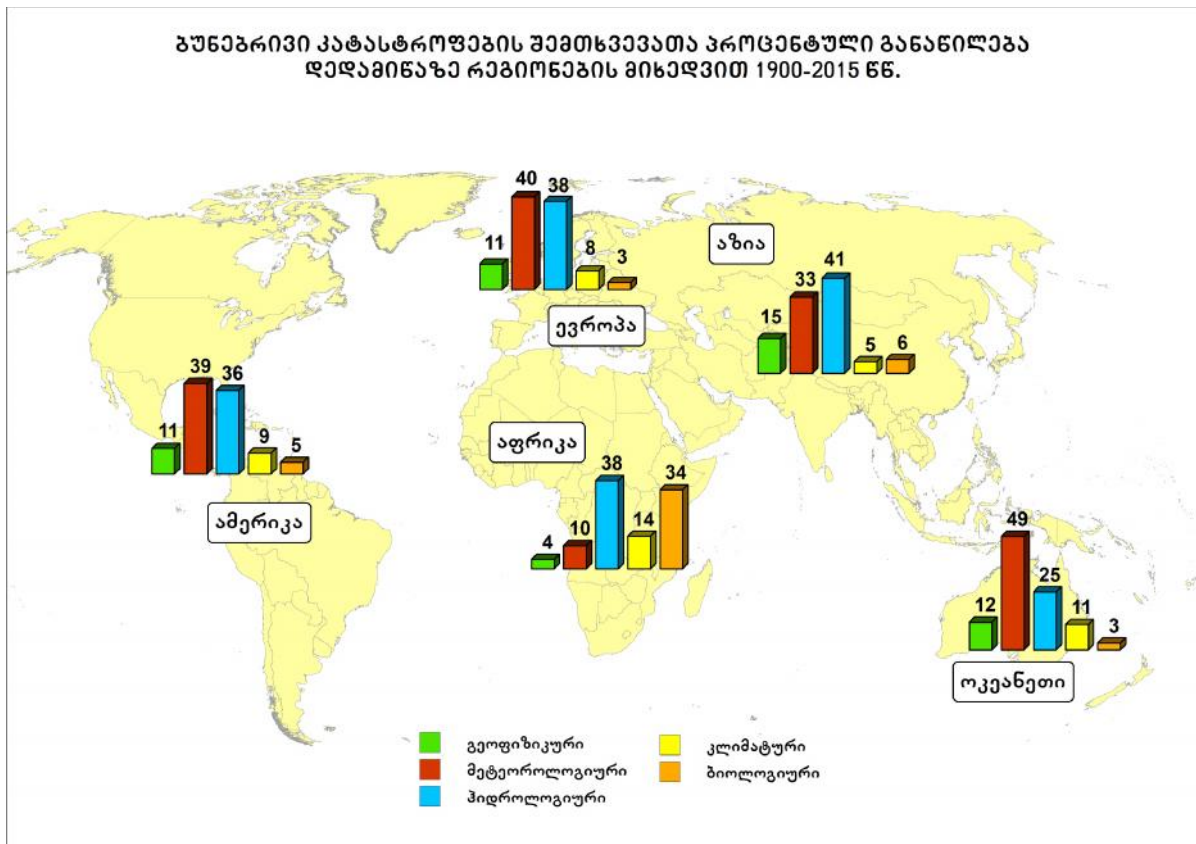 ბუნებრივი კატასტროფების შემთხვევათა პროცენტული განაწილება
დედამიწაზე რეგიონების მიხედვით 1900-2015 წწ.
11 40 38 8 3
ევროპა
აზია
15 33 41 5 6
11 39 36 9 5
ამერიკა
აფრიკა
4 10 38 14 34
12 49 25 11 3
ოკეანეთი
გეოფიზიკური
მეტეოროლოგიური
ჰიდროლოგიური
კლიმატური
ბიოლოგიური